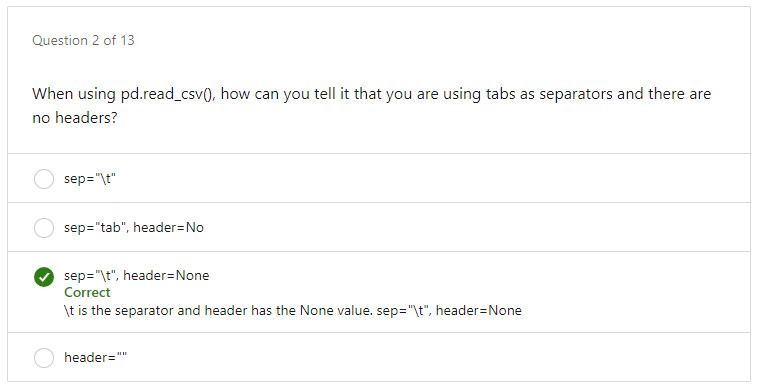 Question 2 of 13
When using pd.read_csv(), how can you tell it that you are using tabs as separators and there are
no headers?
sep="\t"
sep="tab", header=No
sep="\t", header=None
Correct
\t is the separator and header has the None value. sep="\t", header=None
header=""